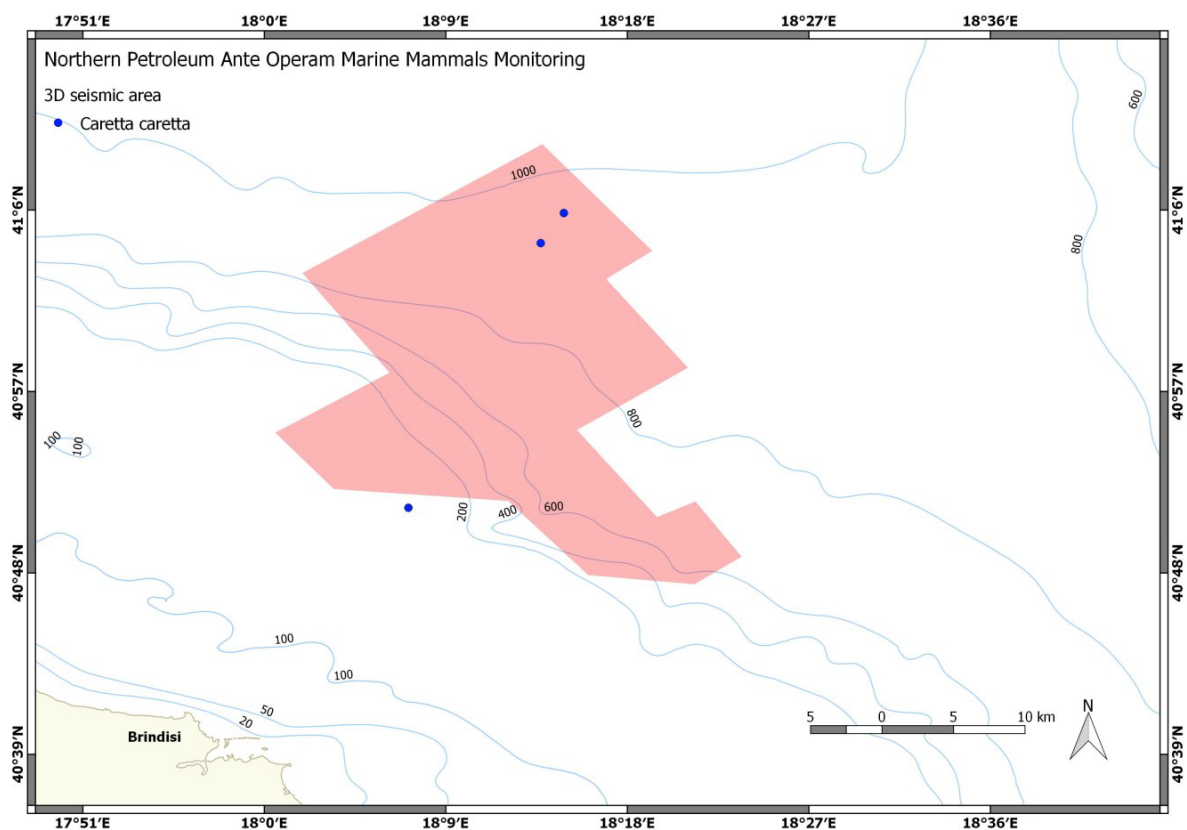 17°51'E 18°0'E 18°9'E 18°18'E 18°27'E 18°36'E
Northern Petroleum Ante Operam Marine Mammals Monitoring
3D seismic area
Caretta caretta
600
1000
41°6'N
41°6'N
800
40°57'N
40°57'N
800
100
100
200
400
600
40°48'N
40°48'N
100
100
50
20
Brindisi
5 0 5 10 km
N
40°39'N
40°39'N
17°51'E 18°0'E 18°9'E 18°18'E 18°27'E 18°36'E